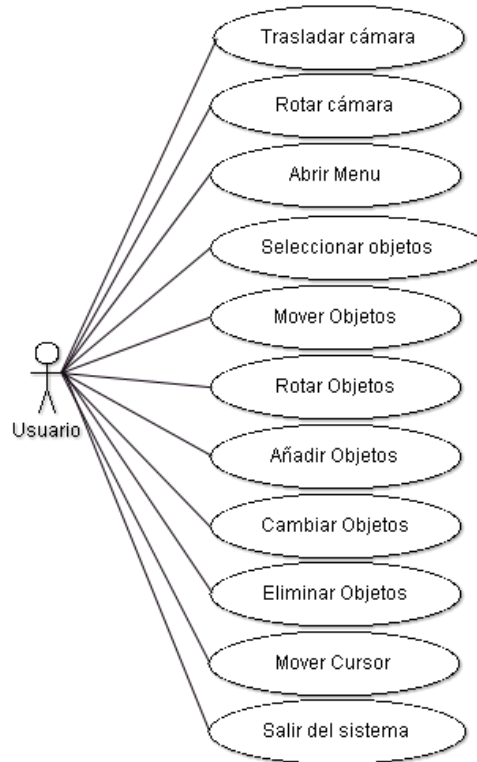 Trasladar cámara
Rotar cámara
Abrir Menu
Seleccionar objetos
Mover Objetos
Rotar Objetos
Usuario
Añadir Objetos
Cambiar Objetos
Eliminar Objetos
Mover Cursor
Salir del sistema